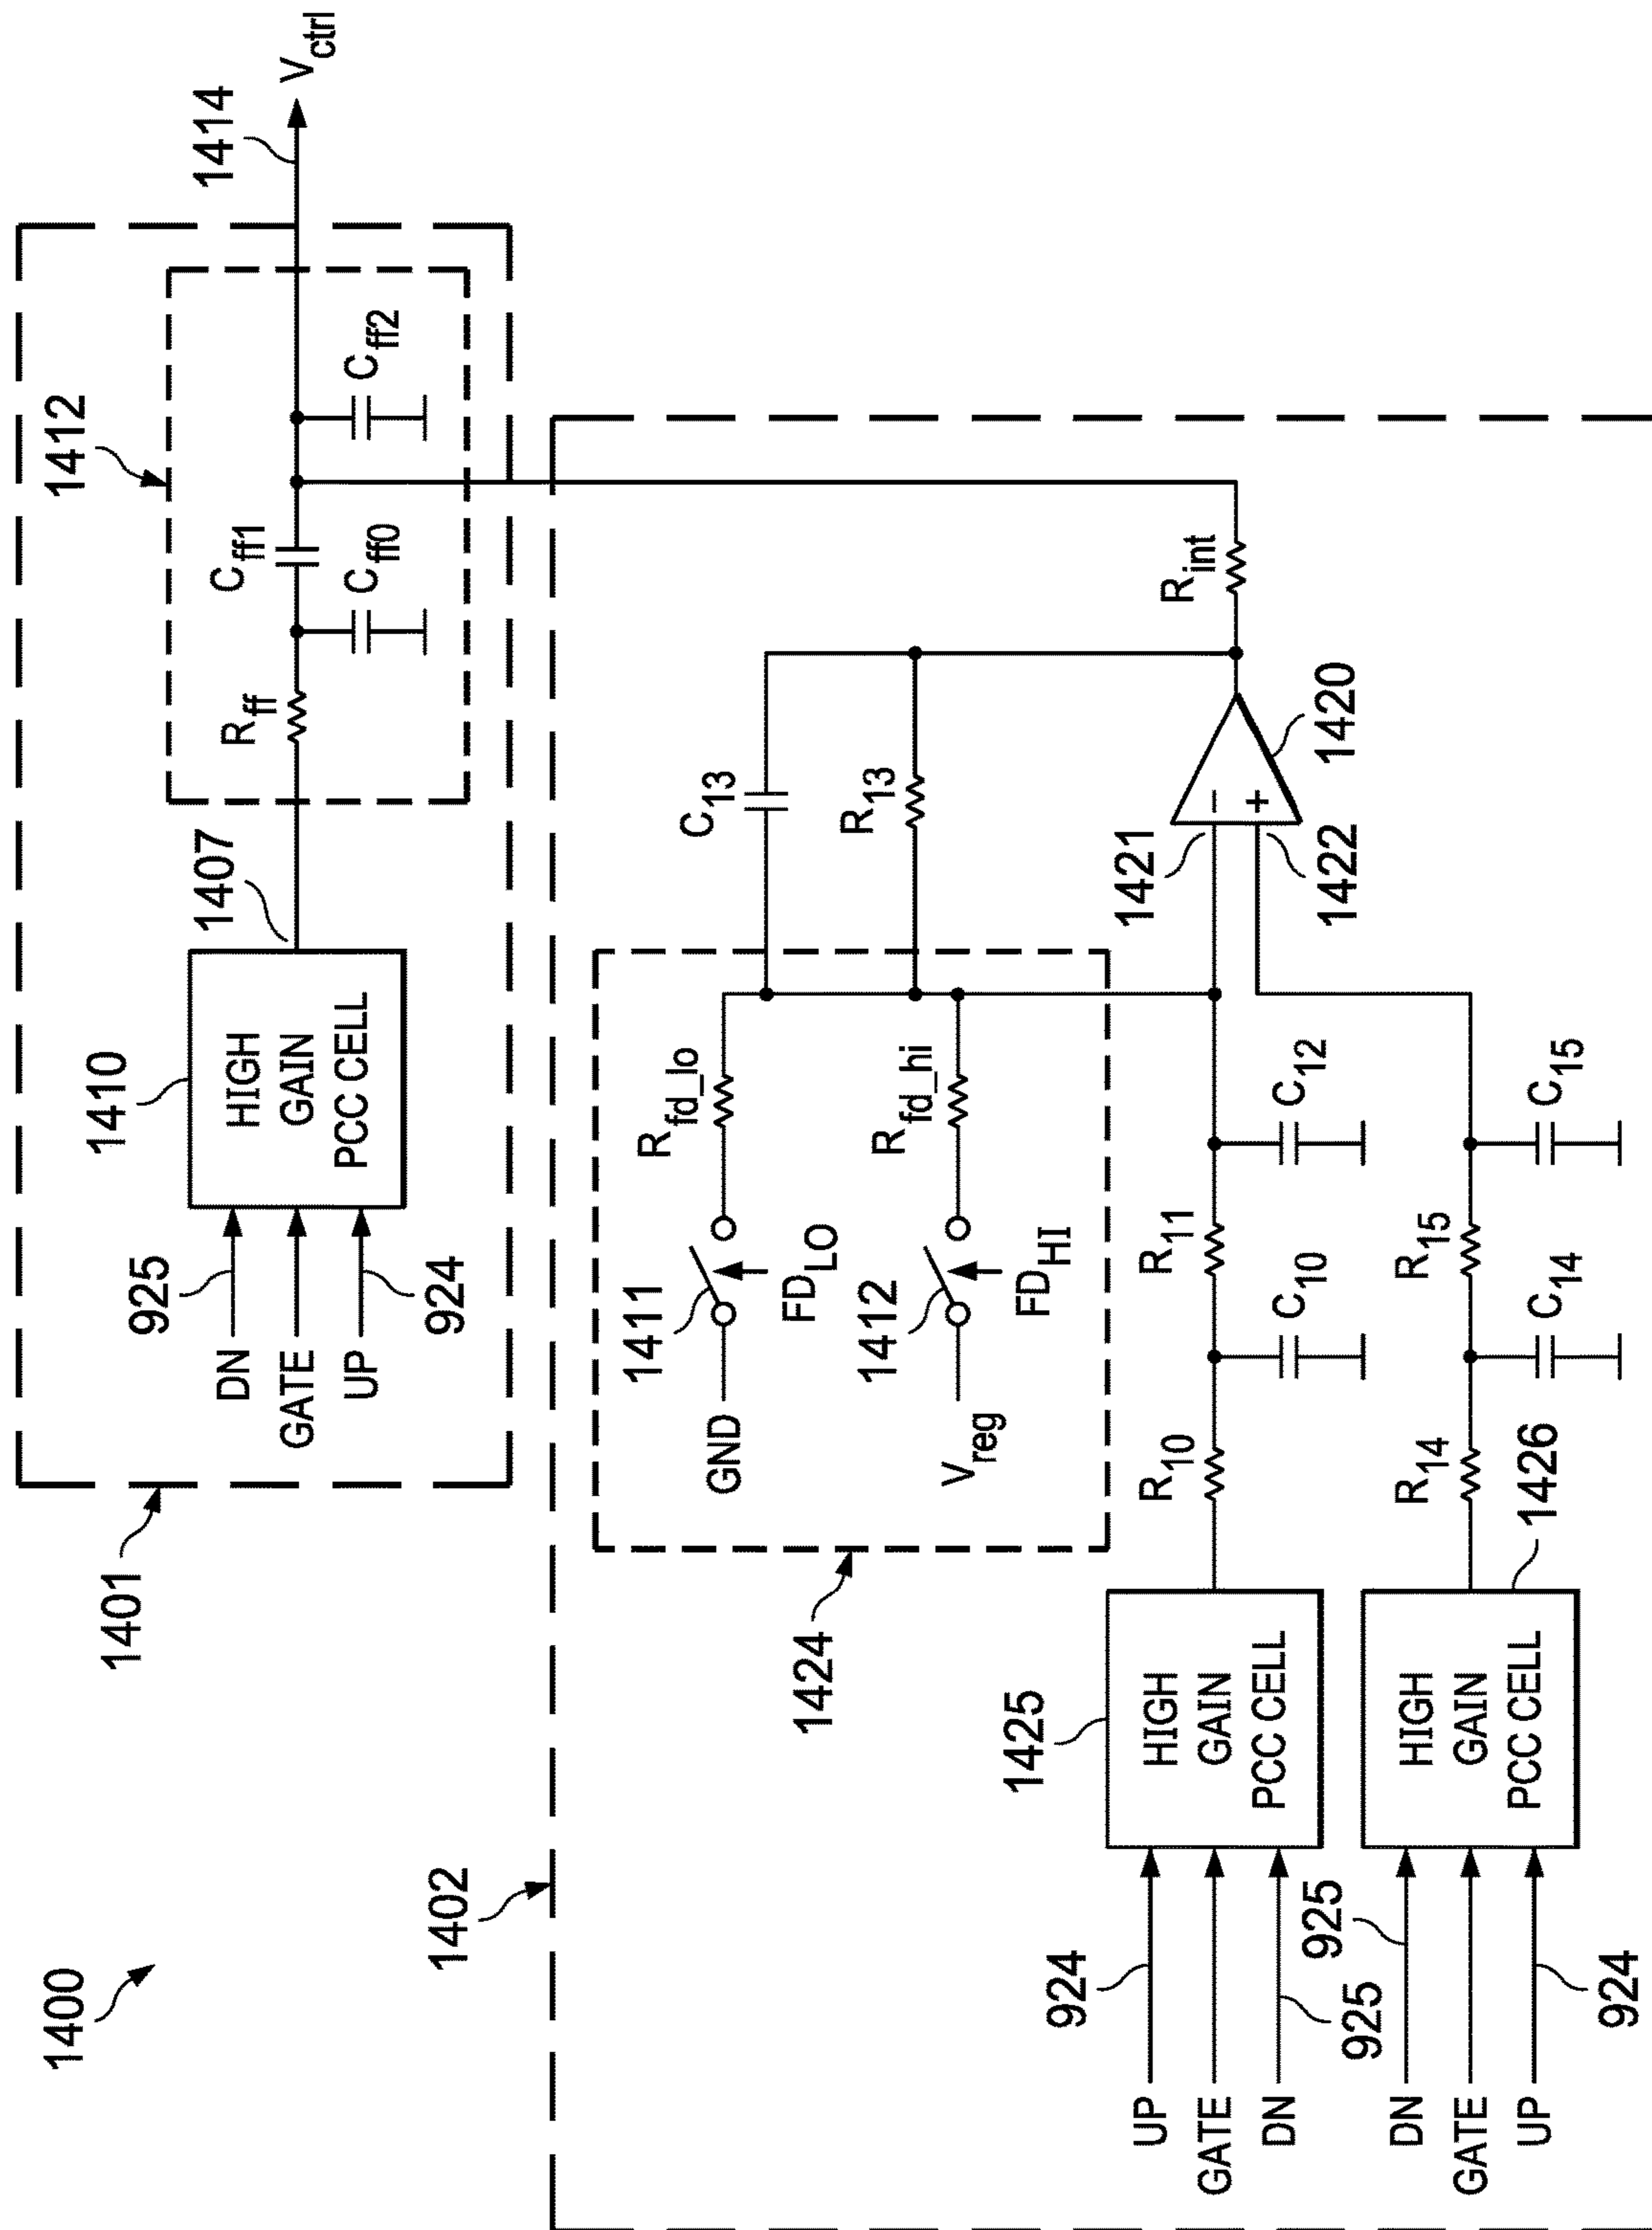 1400
1401
1410
HIGH
GAIN
PCC CELL
925
DN
GATE
UP
924
1407
1412
R_ff
C_ff1
C_ff0
C_ff2
1414
V_ctrl
1402
1424
GND
1411
FD_LO
R_fd_lo
V_reg
1412
FD_HI
R_fd_hi
C_13
R_13
1421
1422
1420
R_int
924
UP
GATE
DN
925
1425
HIGH
GAIN
PCC CELL
R_10
C_10
R_11
C_12
925
DN
GATE
UP
924
HIGH
GAIN
PCC CELL
1426
R_14
C_14
R_15
C_15
−
+